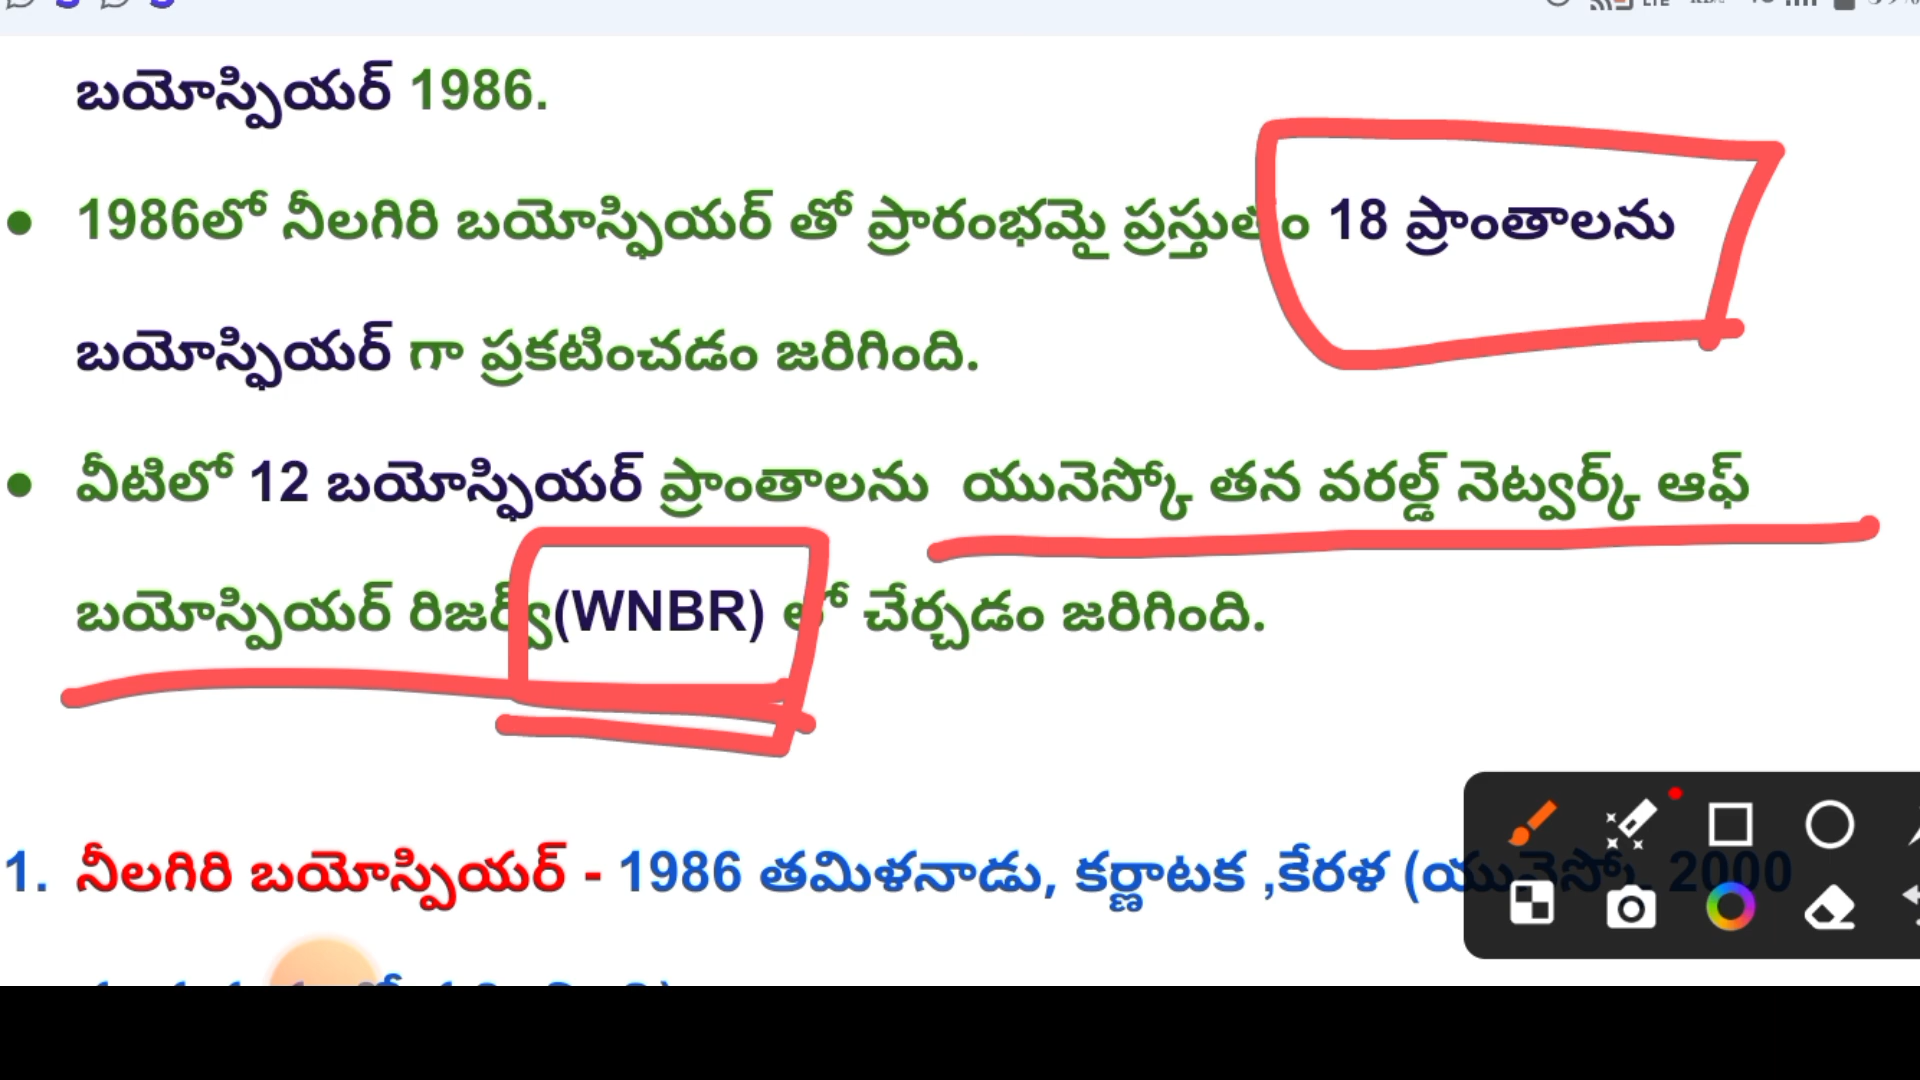 బయోస్పియర్ 1986.
1986లో నీలగిరి బయోస్ఫియర్ తో ప్రారంభమై ప్రస్తుతం 18 ప్రాంతాలను
బయోస్ఫియర్ గా ప్రకటించడం జరిగింది.
వీటిలో 12 బయోస్ఫియర్ ప్రాంతాలను యునెస్కో తన వరల్డ్ నెట్వర్క్ ఆఫ్
బయోస్పియర్ రిజర్వ్(WNBR) లో చేర్చడం జరిగింది.
1. నీలగిరి బయోస్పియర్ - 1986 తమిళనాడు, కర్ణాటక ,కేరళ (యునెస్కో 2000